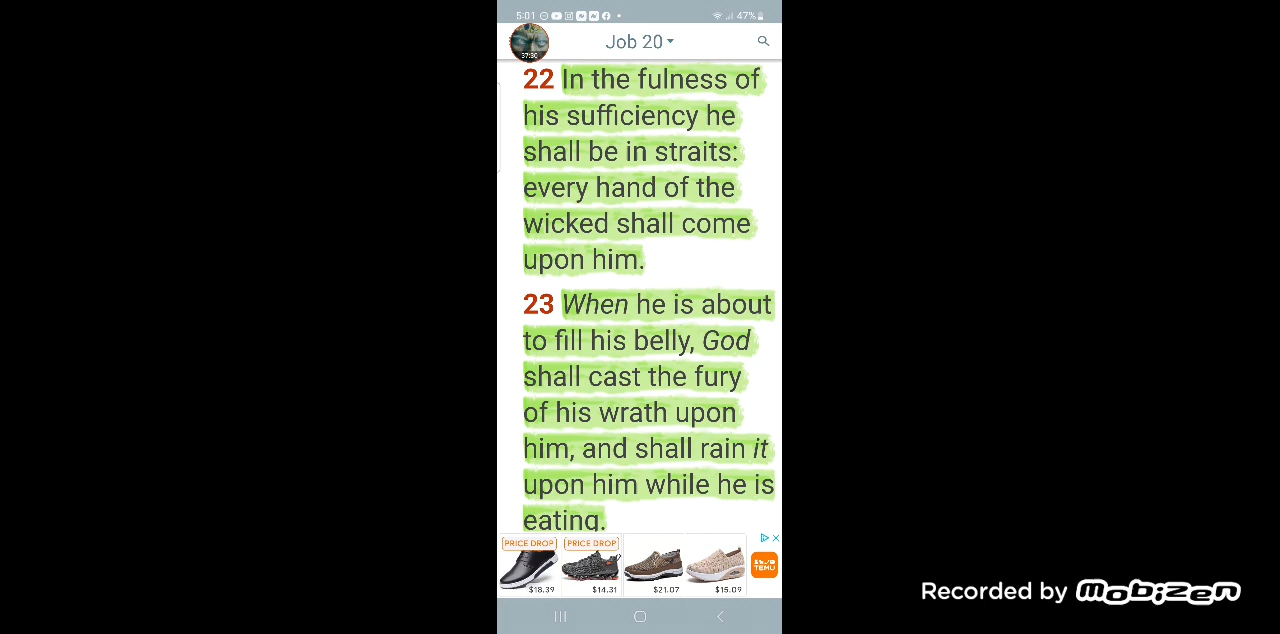 5:01
47%
37:30
Job 20
22 In the fulness of
his sufficiency he
shall be in straits:
every hand of the
wicked shall come
upon him.
23 When he is about
to fill his belly, God
shall cast the fury
of his wrath upon
him, and shall rain it
upon him while he is
eating.
PRICE DROP PRICE DROP
$18.39 $14.31 $21.07 $15.09
TEMU
Recorded by mobizen